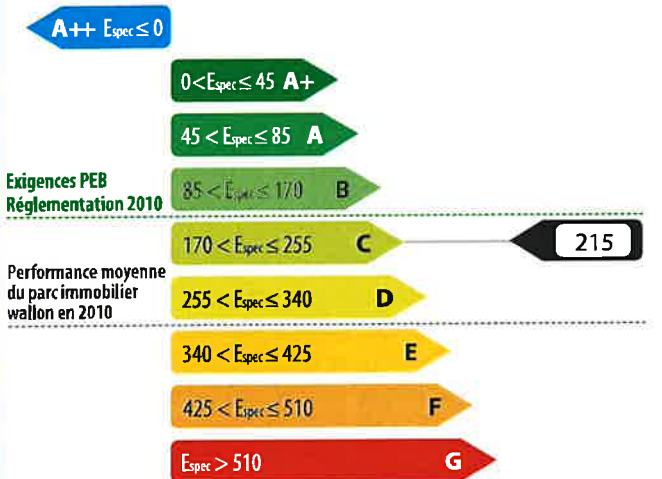 A++ Espec ≤ 0
0 < Espec ≤ 45 A+
45 < Espec ≤ 85 A
Exigences PEB
Réglementation 2010
85 < Espec ≤ 170 B
170 < Espec ≤ 255 C
215
Performance moyenne
du parc immobilier
wallon en 2010
255 < Espec ≤ 340 D
340 < Espec ≤ 425 E
425 < Espec ≤ 510 F
Espec > 510 G